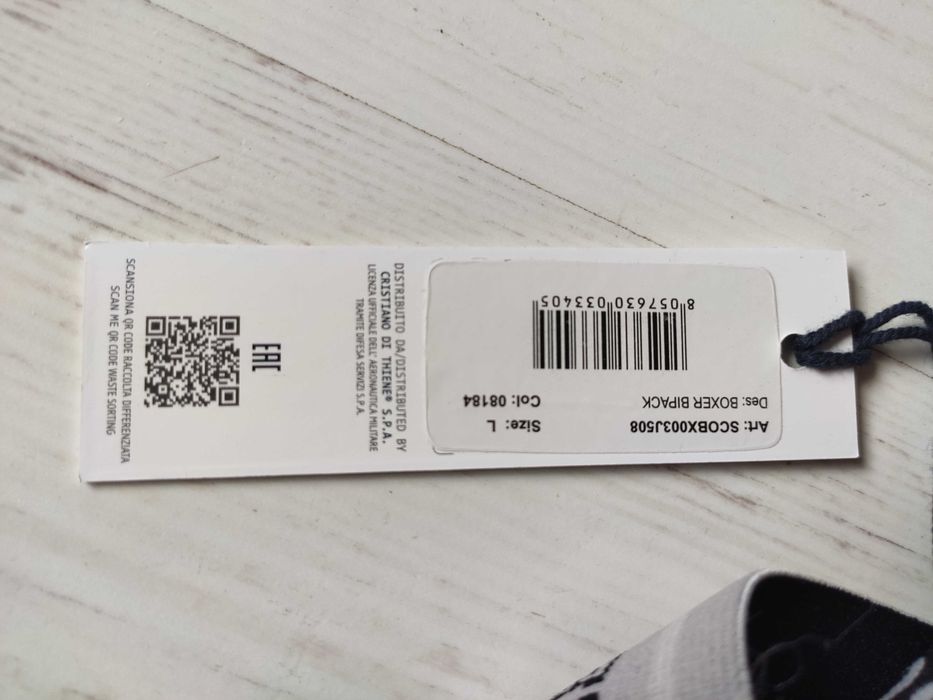 Art: SCOBX003J508
Des: BOXER BIPACK
Size: L
Col: 08184
8 057630 033405
DISTRIBUITO DA/DISTRIBUTED BY
CRISTIANO DI THIENE® S.P.A.
LICENZA UFFICIALE DELL' AERONAUTICA MILITARE
TRAMITE DIFESA SERVIZI S.P.A.
EAC
SCANSIONA QR CODE RACCOLTA DIFFERENZIATA
SCAN ME QR CODE WASTE SORTING